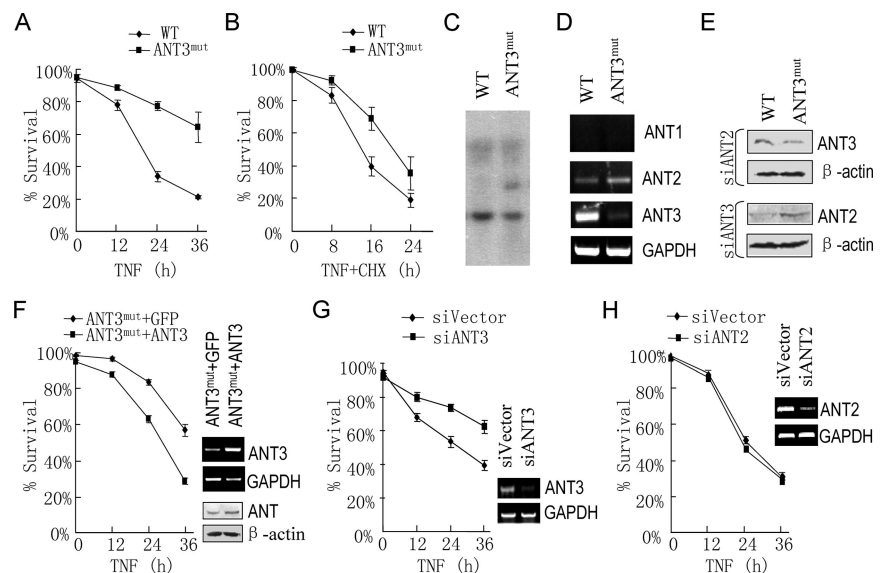 A
WT
ANT3mut
100%
80%
60%
40%
20%
0%
% Survival
0 12 24 36
TNF (h)
B
WT
ANT3mut
100%
80%
60%
40%
20%
0%
% Survival
0 8 16 24
TNF+CHX (h)
C
WT
ANT3mut
D
WT
ANT3mut
ANT1
ANT2
ANT3
GAPDH
E
WT
ANT3mut
siANT2
ANT3
β-actin
siANT3
ANT2
β-actin
F
ANT3mut+GFP
ANT3mut+ANT3
100%
80%
60%
40%
20%
0%
% Survival
0 12 24 36
TNF (h)
ANT3mut+GFP
ANT3mut+ANT3
ANT3
GAPDH
ANT
β-actin
G
siVector
siANT3
100%
80%
60%
40%
20%
0%
% Survival
0 12 24 36
TNF (h)
siVector
siANT3
ANT3
GAPDH
H
siVector
siANT2
100%
80%
60%
40%
20%
0%
% Survival
0 12 24 36
TNF (h)
siVector
siANT2
ANT2
GAPDH